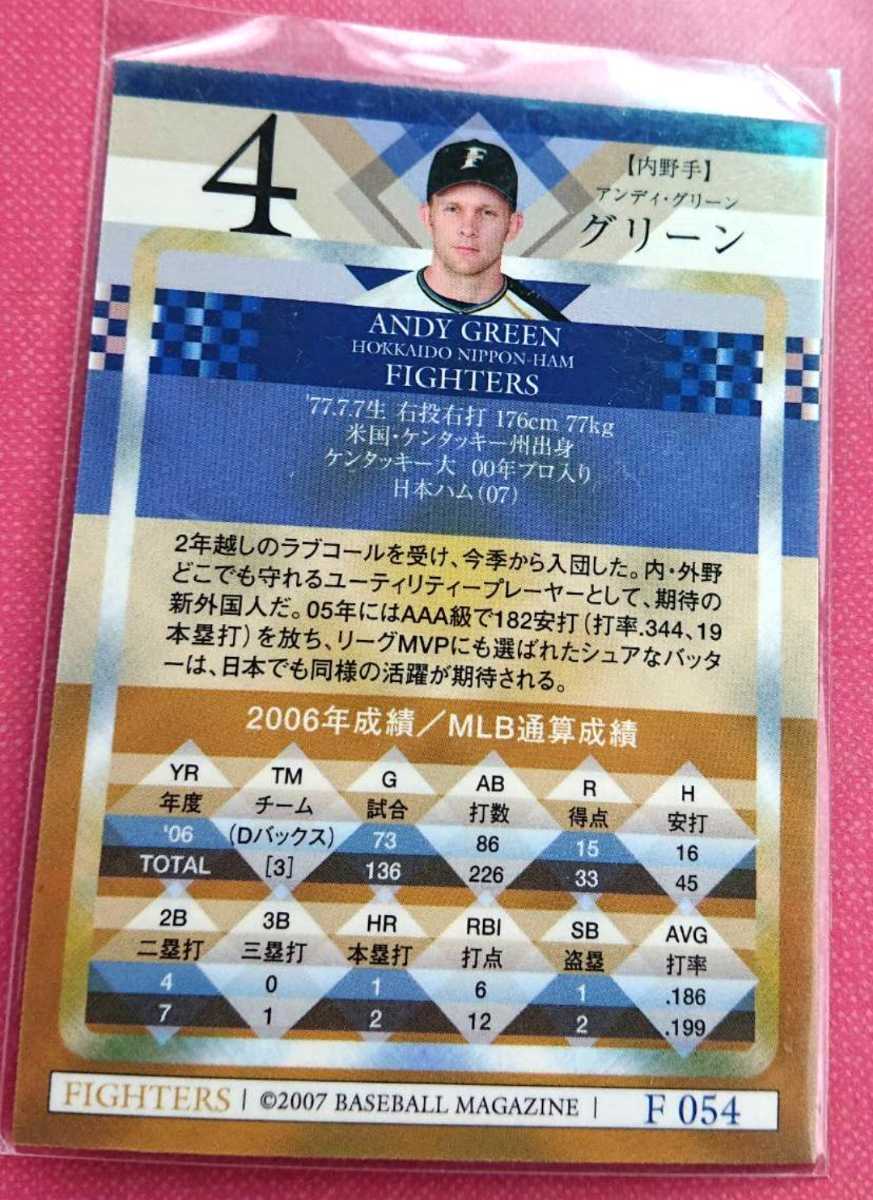 4
【内野手】
アンディ・グリーン
グリーン
F
ANDY GREEN
HOKKAIDO NIPPON-HAM
FIGHTERS
'77.7.7生 右投右打 176cm 77kg
米国・ケンタッキー州出身
ケンタッキー大 00年プロ入り
日本ハム(07)
2年越しのラブコールを受け、今季から入団した。内・外野
どこでも守れるユーティリティープレーヤーとして、期待の
新外国人だ。05年にはAAA級で182安打(打率.344、19
本塁打)を放ち、リーグMVPにも選ばれたシュアなバッタ
ーは、日本でも同様の活躍が期待される。
2006年成績/MLB通算成績
YR TM G AB R H
年度 チーム 試合 打数 得点 安打
'06 (Dバックス) 73 86 15 16
TOTAL [3] 136 226 33 45
2B 3B HR RBI SB AVG
二塁打 三塁打 本塁打 打点 盗塁 打率
4 0 1 6 1 .186
7 1 2 12 2 .199
FIGHTERS | ©2007 BASEBALL MAGAZINE | F 054